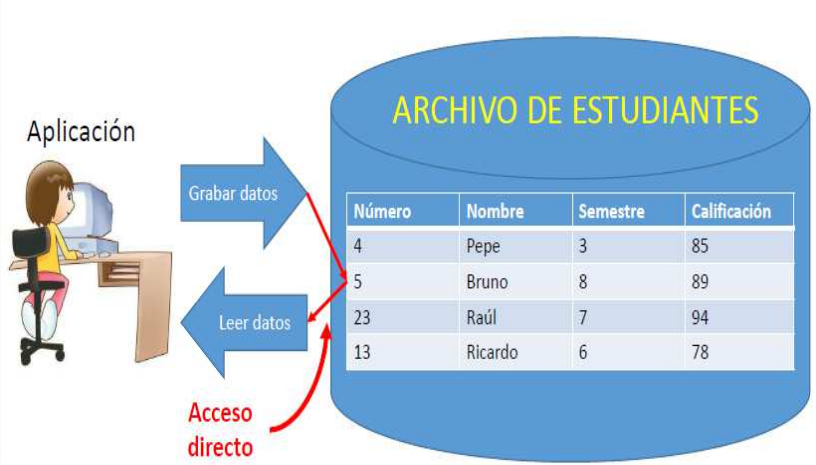 ARCHIVO DE ESTUDIANTES
Aplicación
Grabar datos
Leer datos
Acceso
directo
Número Nombre Semestre Calificación
4 Pepe 3 85
5 Bruno 8 89
23 Raúl 7 94
13 Ricardo 6 78